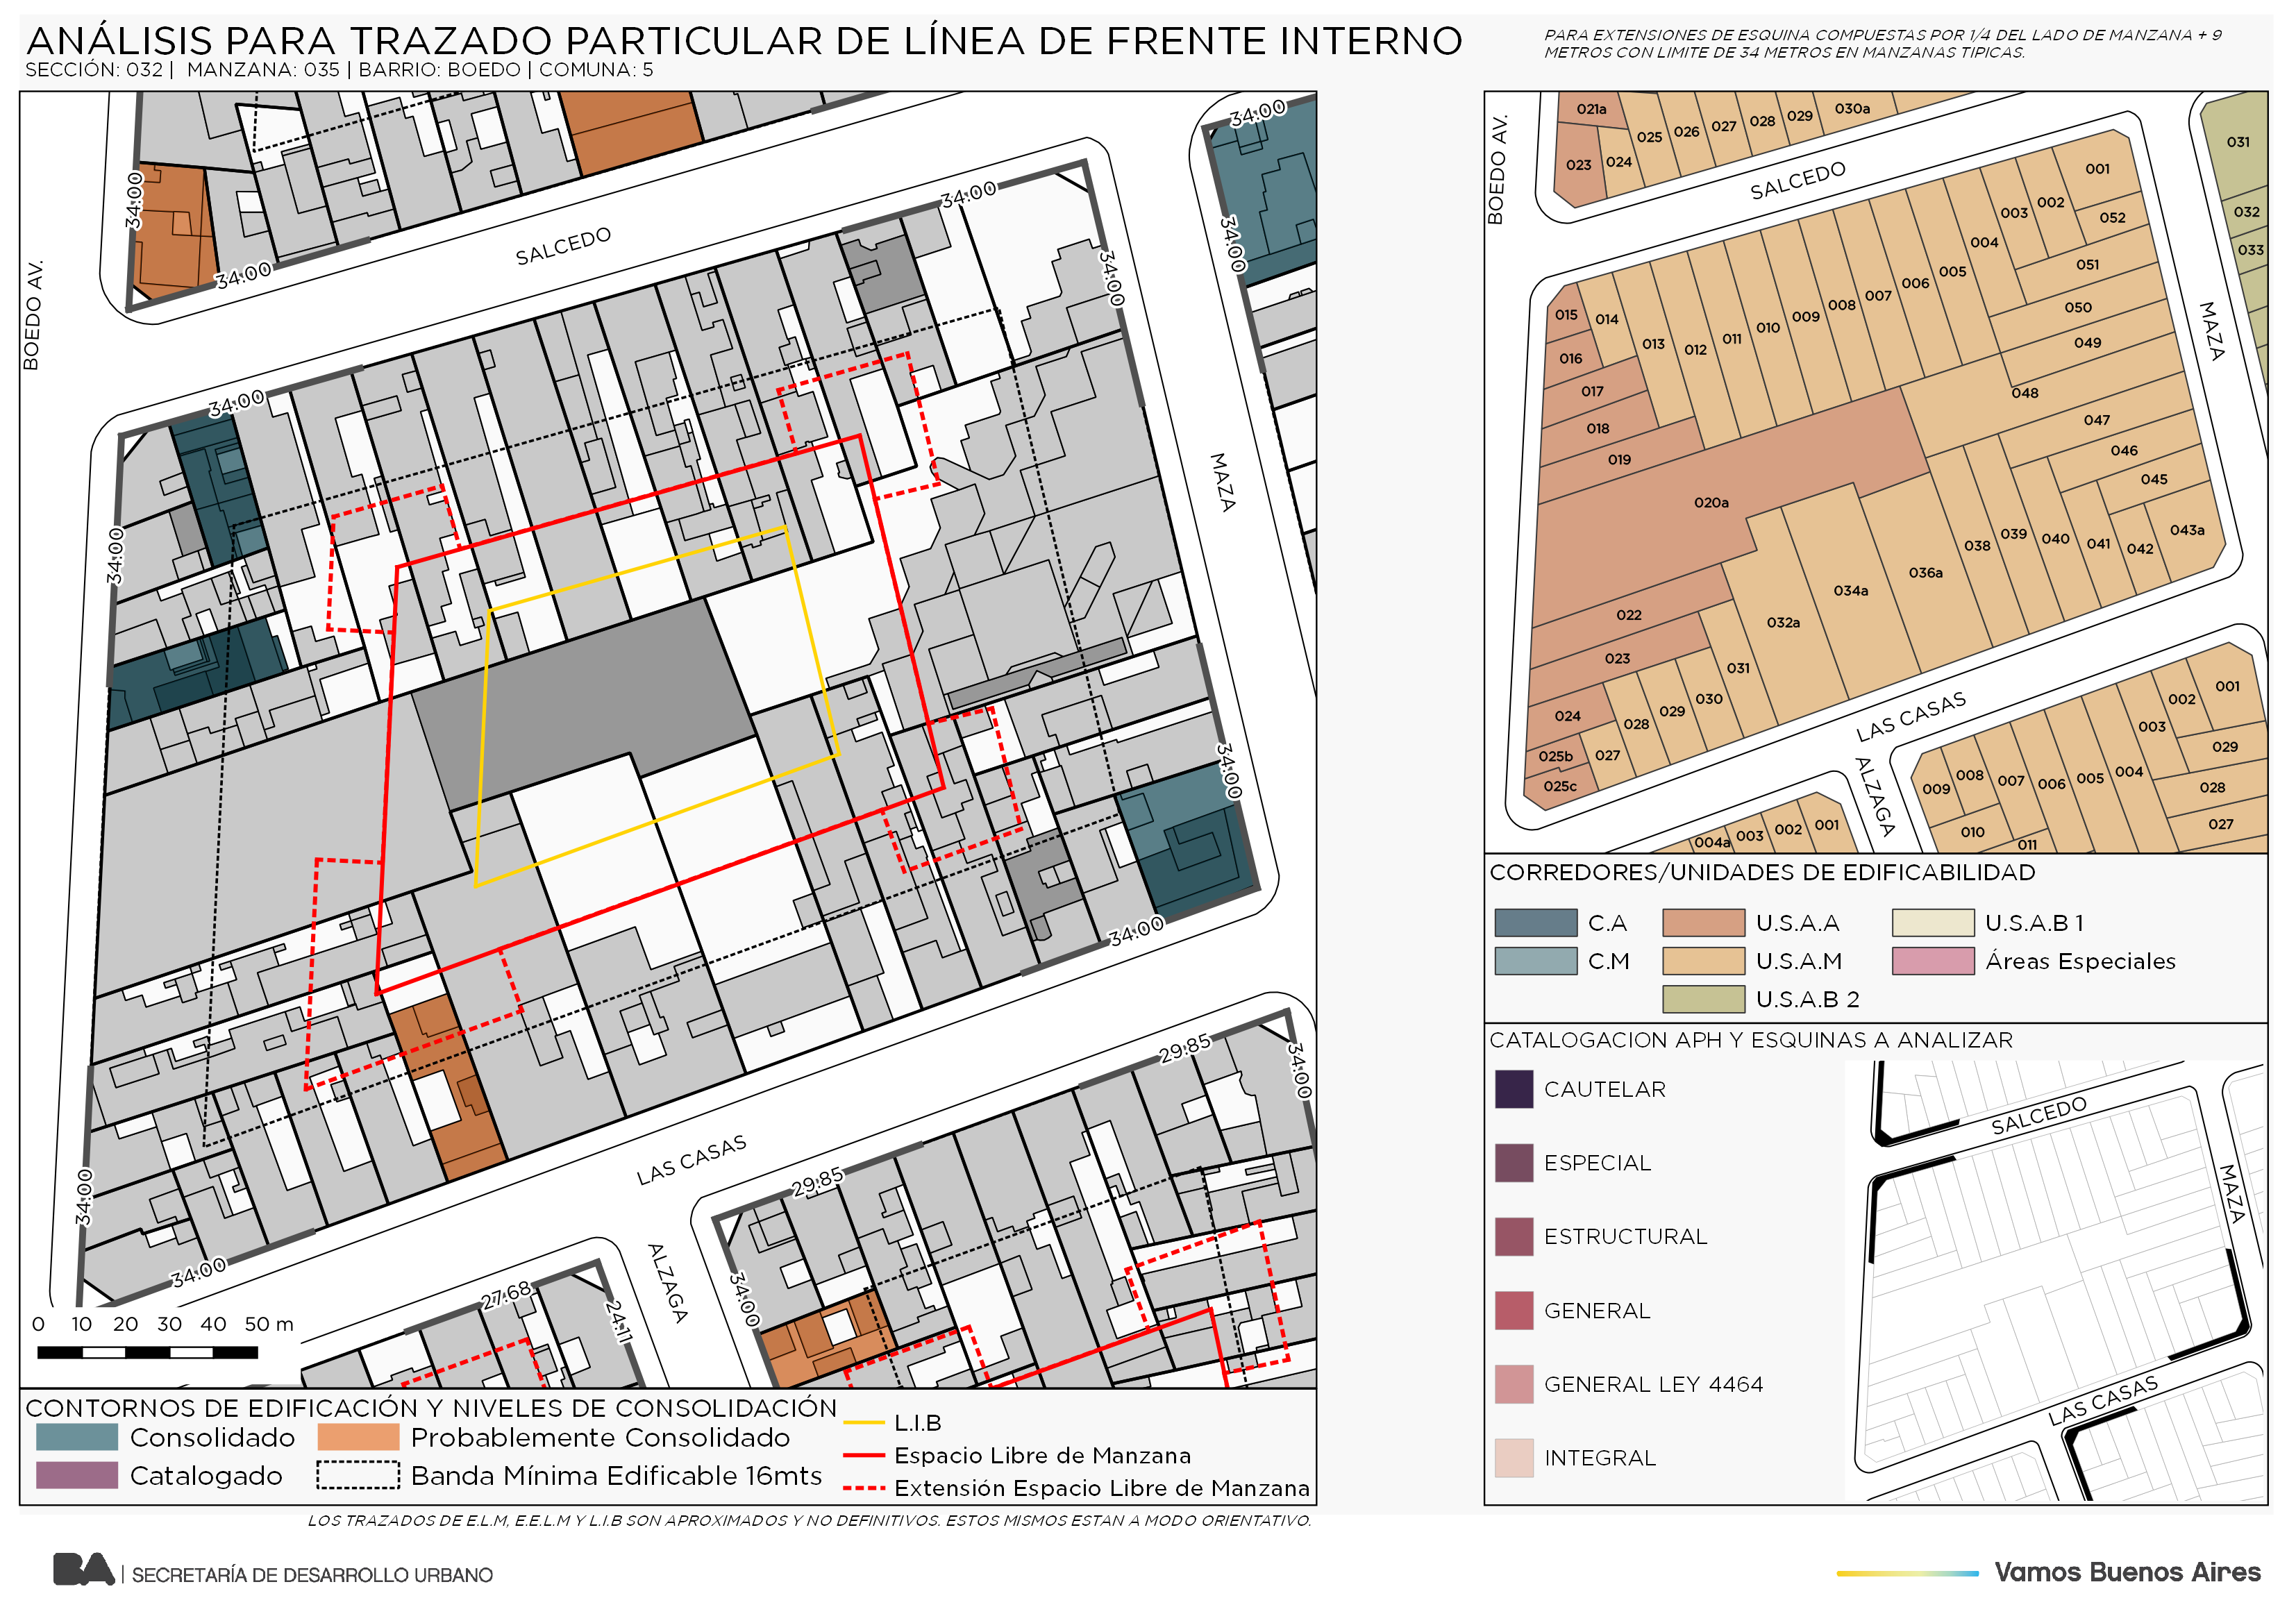 ANÁLISIS PARA TRAZADO PARTICULAR DE LÍNEA DE FRENTE INTERNO
SECCIÓN: 032 | MANZANA: 035 | BARRIO: BOEDO | COMUNA: 5
PARA EXTENSIONES DE ESQUINA COMPUESTAS POR 1/4 DEL LADO DE MANZANA + 9
METROS CON LIMITE DE 34 METROS EN MANZANAS TIPICAS.
BOEDO AV.
SALCEDO
MAZA
LAS CASAS
ALZAGA
34:00
34:00
34:00
34:00
34:00
34:00
34:00
34:00
34:00
34:00
34:00
34:00
29:85
29:85
34:00
34:00
27.68
24.11
0 10 20 30 40 50 m
CONTORNOS DE EDIFICACIÓN Y NIVELES DE CONSOLIDACIÓN
Consolidado
Probablemente Consolidado
Catalogado
Banda Mínima Edificable 16mts
L.I.B
Espacio Libre de Manzana
Extensión Espacio Libre de Manzana
LOS TRAZADOS DE E.L.M, E.E.L.M Y L.I.B SON APROXIMADOS Y NO DEFINITIVOS. ESTOS MISMOS ESTAN A MODO ORIENTATIVO.
BOEDO AV.
SALCEDO
MAZA
LAS CASAS
ALZAGA
021a
023
024
025
026
027
028
029
030a
031
032
033
001
052
002
003
004
051
050
049
048
005
006
007
008
009
010
011
012
013
014
015
016
017
018
019
020a
047
046
045
043a
042
041
040
039
038
036a
034a
032a
031
030
029
028
027
022
023
024
025b
025c
001
002
003
029
004
005
006
007
008
009
028
027
010
011
001
002
003
004a
CORREDORES/UNIDADES DE EDIFICABILIDAD
C.A
U.S.A.A
U.S.A.B 1
C.M
U.S.A.M
Áreas Especiales
U.S.A.B 2
CATALOGACION APH Y ESQUINAS A ANALIZAR
CAUTELAR
ESPECIAL
ESTRUCTURAL
GENERAL
GENERAL LEY 4464
INTEGRAL
SALCEDO
MAZA
LAS CASAS
BA | SECRETARÍA DE DESARROLLO URBANO
Vamos Buenos Aires